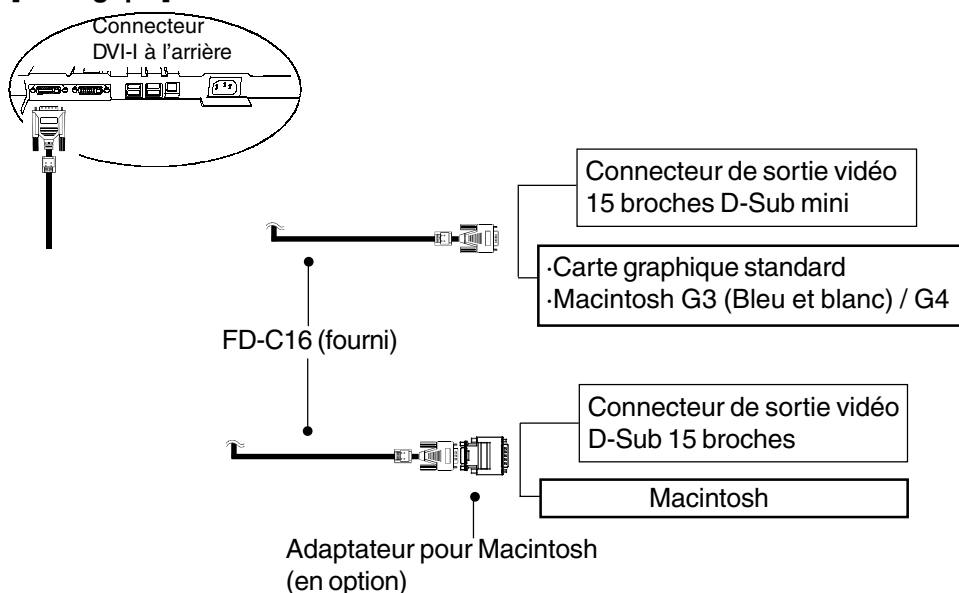 Connecteur
DVI-I à l’arrière
Connecteur de sortie vidéo
15 broches D-Sub mini
·Carte graphique standard
·Macintosh G3 (Bleu et blanc) / G4
FD-C16 (fourni)
Connecteur de sortie vidéo
D-Sub 15 broches
Macintosh
Adaptateur pour Macintosh
(en option)